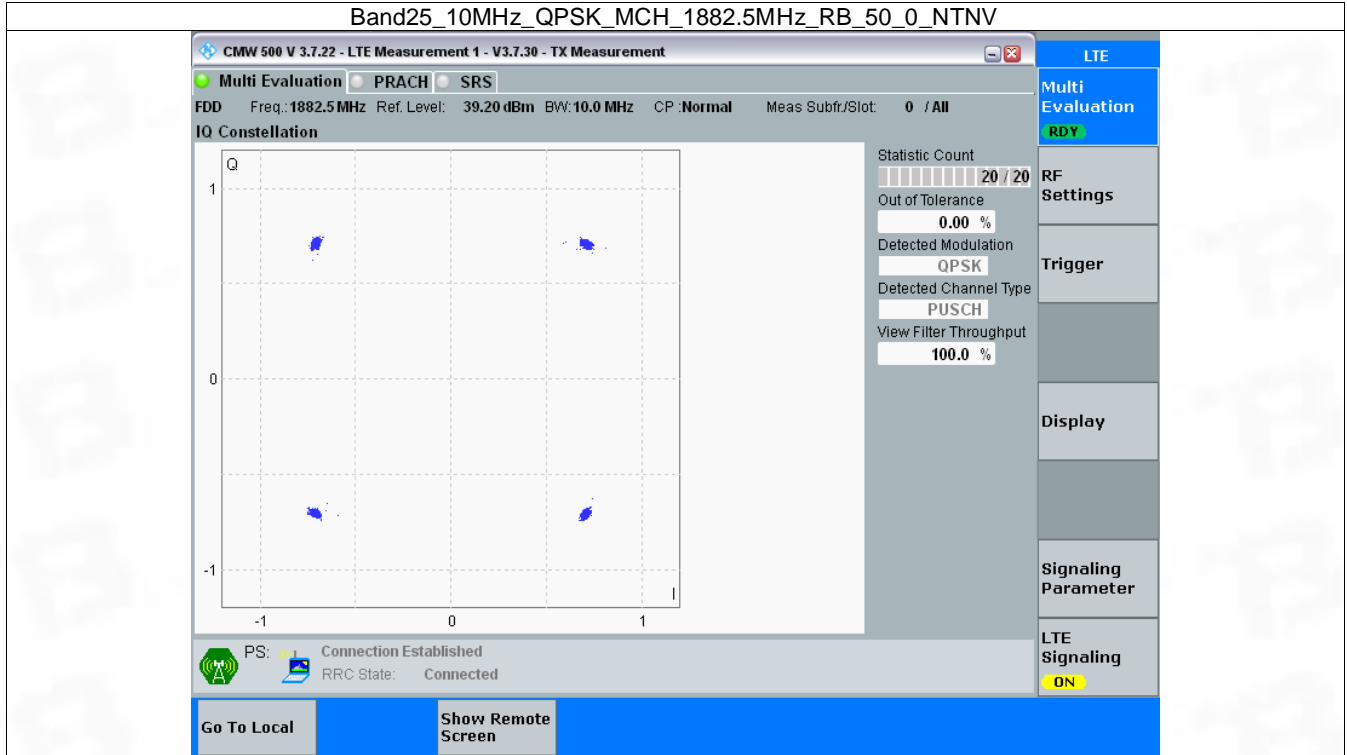 Band25_10MHz_QPSK_MCH_1882.5MHz_RB_50_0_NTNV
CMW 500 V 3.7.22 - LTE Measurement 1 - V3.7.30 - TX Measurement
LTE
Multi Evaluation PRACH SRS
FDD Freq.: 1882.5 MHz Ref. Level: 39.20 dBm BW: 10.0 MHz CP : Normal Meas Subfr./Slot: 0 / All
IQ Constellation
Q
1
0
-1
I
-1 0 1
Statistic Count
20 / 20
Out of Tolerance
0.00 %
Detected Modulation
QPSK
Detected Channel Type
PUSCH
View Filter Throughput
100.0 %
Multi
Evaluation
RDY
RF
Settings
Trigger
Display
Signaling
Parameter
LTE
Signaling
ON
PS: Connection Established
RRC State: Connected
Go To Local
Show Remote
Screen